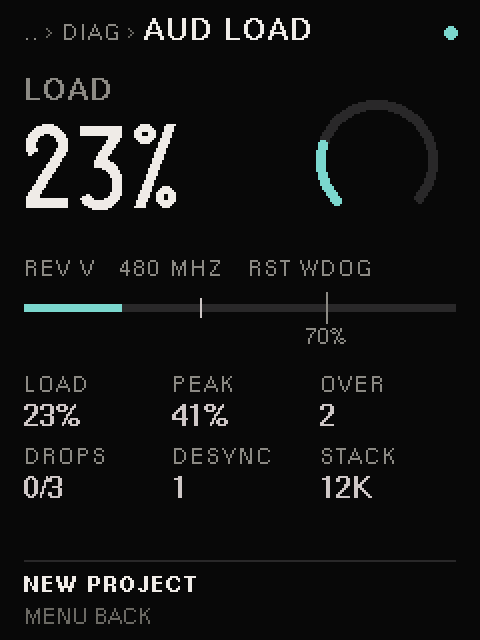 ..› DIAG › AUD LOAD
LOAD
23%
REV V 480 MHZ RST WDOG
70%
LOAD PEAK OVER
23% 41% 2
DROPS DESYNC STACK
0/3 1 12K
NEW PROJECT
MENU BACK